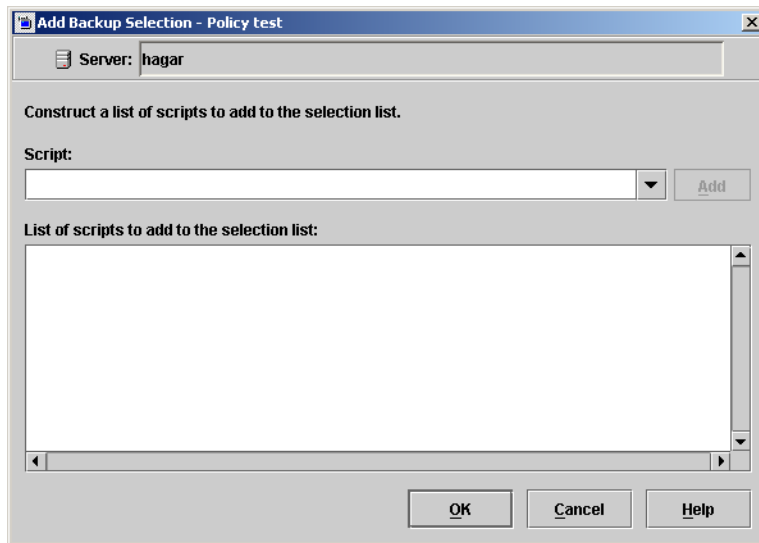 Add Backup Selection - Policy test
Server: hagar
Construct a list of scripts to add to the selection list.
Script:
Add
List of scripts to add to the selection list:
OK Cancel Help